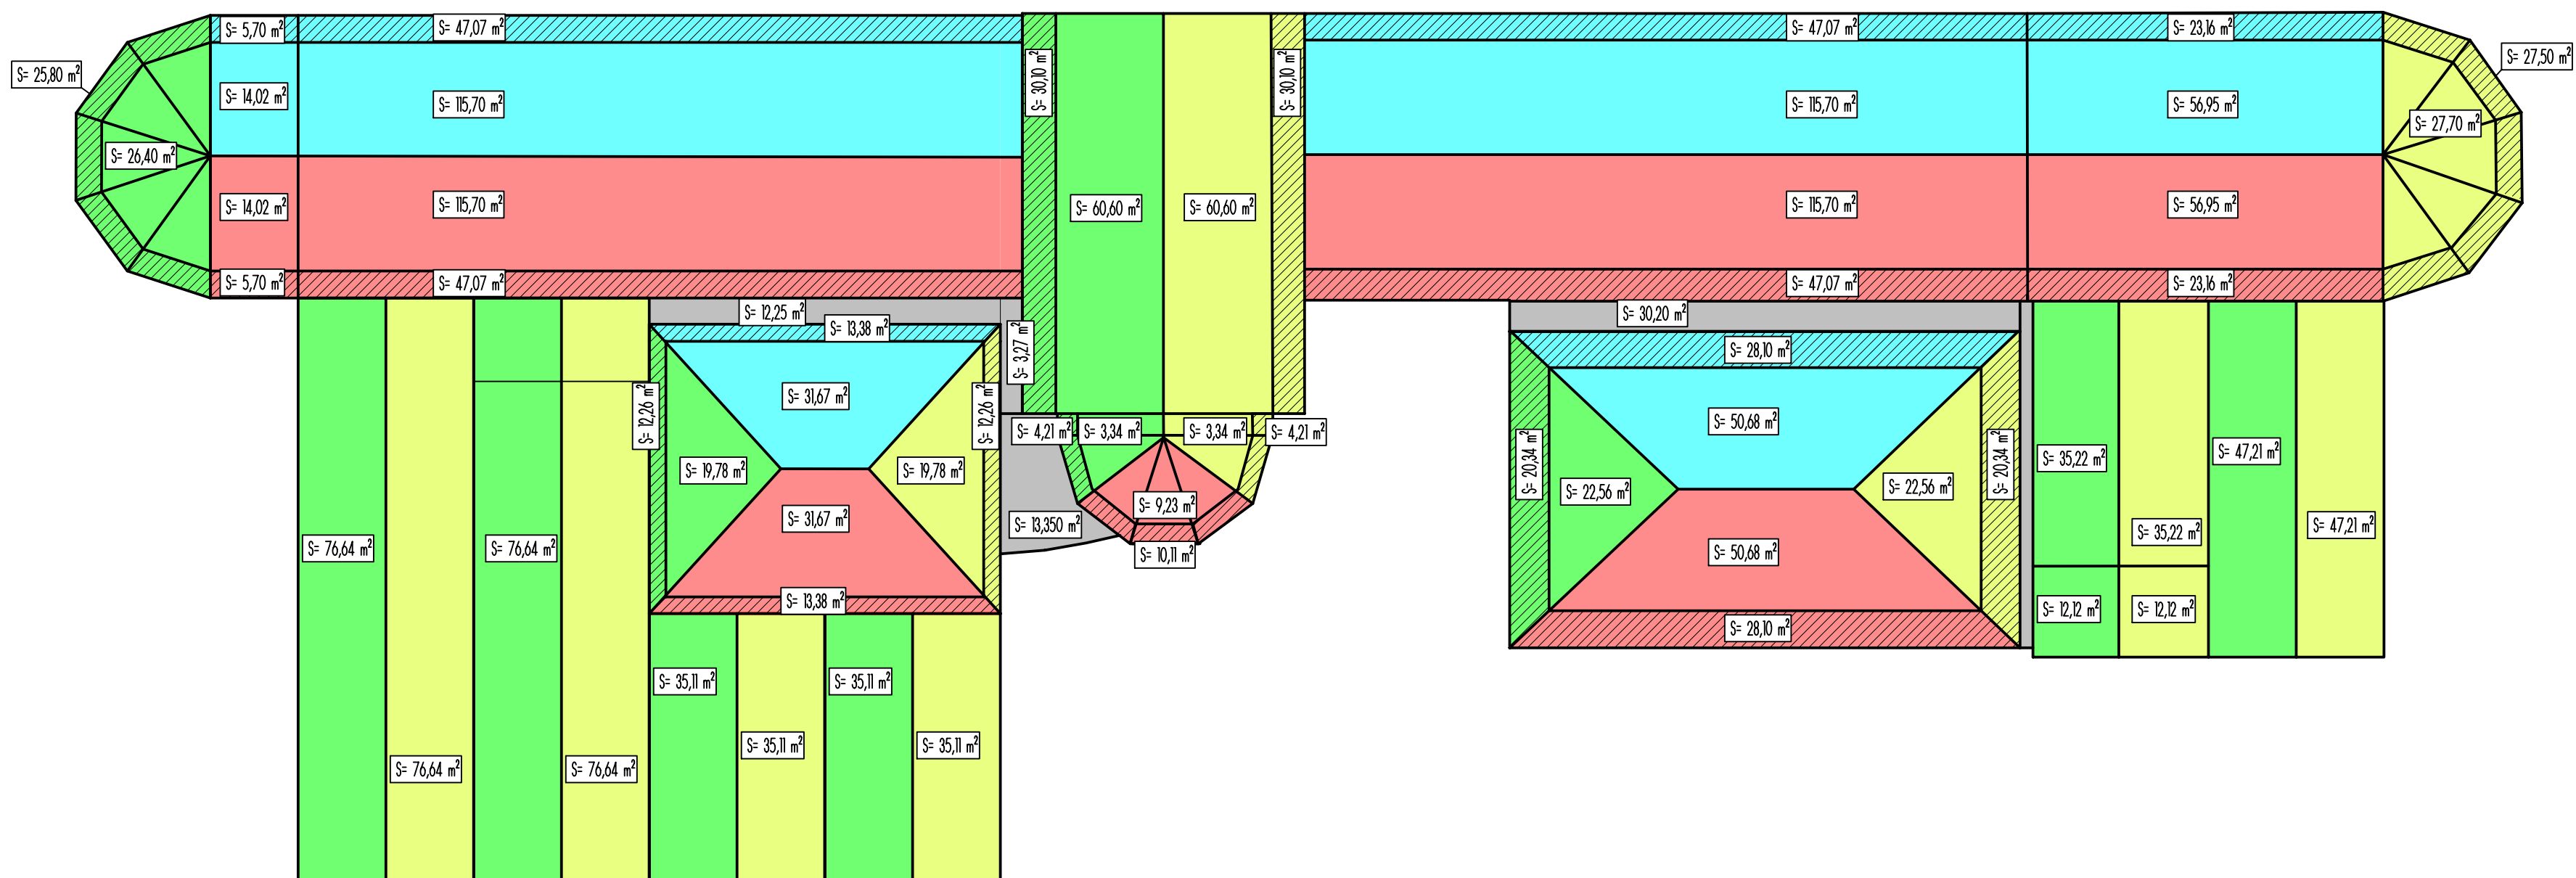 S= 5,70 m²
S= 47,07 m²
S= 47,07 m²
S= 23,16 m²
S= 25,80 m²
S= 30,10 m²
S= 30,10 m²
S= 27,50 m²
S= 14,02 m²
S= 115,70 m²
S= 115,70 m²
S= 56,95 m²
S= 27,70 m²
S= 26,40 m²
S= 14,02 m²
S= 115,70 m²
S= 60,60 m²
S= 60,60 m²
S= 115,70 m²
S= 56,95 m²
S= 5,70 m²
S= 47,07 m²
S= 47,07 m²
S= 23,16 m²
S= 12,25 m²
S= 13,38 m²
S= 3,27 m²
S= 30,20 m²
S= 28,10 m²
S= 12,26 m²
S= 31,67 m²
S= 12,26 m²
S= 4,21 m²
S= 3,34 m²
S= 3,34 m²
S= 4,21 m²
S= 50,68 m²
S= 20,34 m²
S= 20,34 m²
S= 35,22 m²
S= 47,21 m²
S= 19,78 m²
S= 19,78 m²
S= 22,56 m²
S= 22,56 m²
S= 9,23 m²
S= 31,67 m²
S= 13,350 m²
S= 35,22 m²
S= 47,21 m²
S= 76,64 m²
S= 76,64 m²
S= 10,11 m²
S= 50,68 m²
S= 13,38 m²
S= 28,10 m²
S= 12,12 m²
S= 12,12 m²
S= 35,11 m²
S= 35,11 m²
S= 35,11 m²
S= 35,11 m²
S= 76,64 m²
S= 76,64 m²